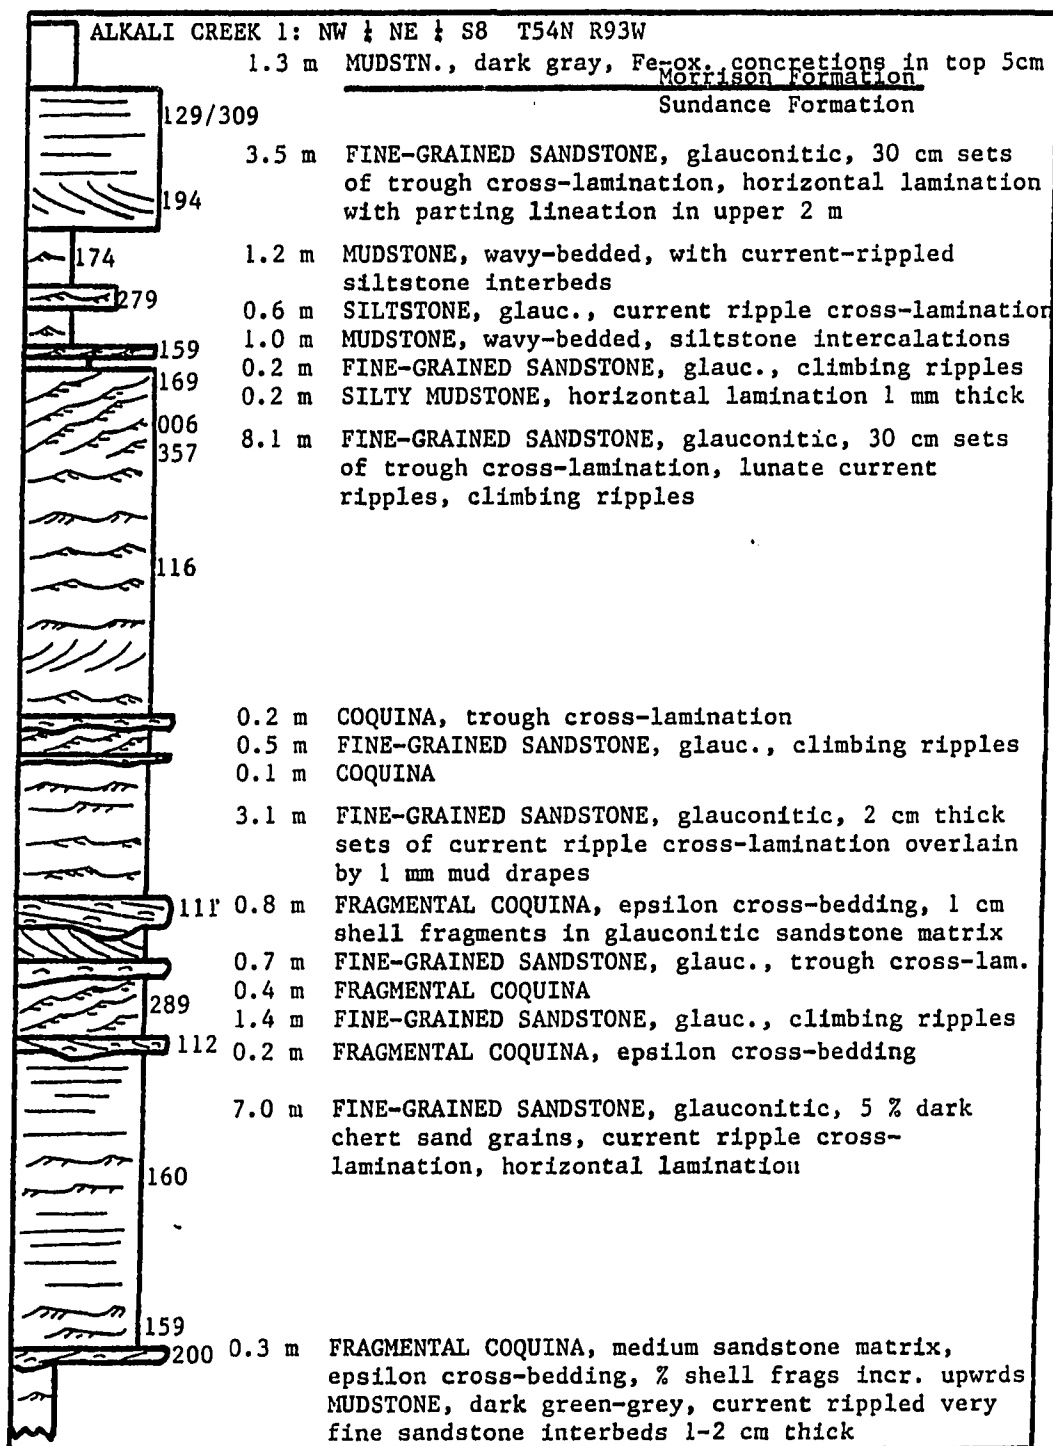 ALKALI CREEK 1: NW ¼ NE ¼ S8 T54N R93W
1.3 m MUDSTN., dark gray, Fe-ox. concretions in top 5cm
Morrison Formation
Sundance Formation
129/309
3.5 m FINE-GRAINED SANDSTONE, glauconitic, 30 cm sets
of trough cross-lamination, horizontal lamination
194
with parting lineation in upper 2 m
174
1.2 m MUDSTONE, wavy-bedded, with current-rippled
siltstone interbeds
279
0.6 m SILTSTONE, glauc., current ripple cross-lamination
1.0 m MUDSTONE, wavy-bedded, siltstone intercalations
159
0.2 m FINE-GRAINED SANDSTONE, glauc., climbing ripples
169
0.2 m SILTY MUDSTONE, horizontal lamination 1 mm thick
006
357
8.1 m FINE-GRAINED SANDSTONE, glauconitic, 30 cm sets
of trough cross-lamination, lunate current
ripples, climbing ripples
116
0.2 m COQUINA, trough cross-lamination
0.5 m FINE-GRAINED SANDSTONE, glauc., climbing ripples
0.1 m COQUINA
3.1 m FINE-GRAINED SANDSTONE, glauconitic, 2 cm thick
sets of current ripple cross-lamination overlain
by 1 mm mud drapes
111 0.8 m FRAGMENTAL COQUINA, epsilon cross-bedding, 1 cm
shell fragments in glauconitic sandstone matrix
0.7 m FINE-GRAINED SANDSTONE, glauc., trough cross-lam.
0.4 m FRAGMENTAL COQUINA
289
1.4 m FINE-GRAINED SANDSTONE, glauc., climbing ripples
112 0.2 m FRAGMENTAL COQUINA, epsilon cross-bedding
7.0 m FINE-GRAINED SANDSTONE, glauconitic, 5 % dark
chert sand grains, current ripple cross-
lamination, horizontal lamination
160
159
200 0.3 m FRAGMENTAL COQUINA, medium sandstone matrix,
epsilon cross-bedding, % shell frags incr. upwrds
MUDSTONE, dark green-grey, current rippled very
fine sandstone interbeds 1-2 cm thick